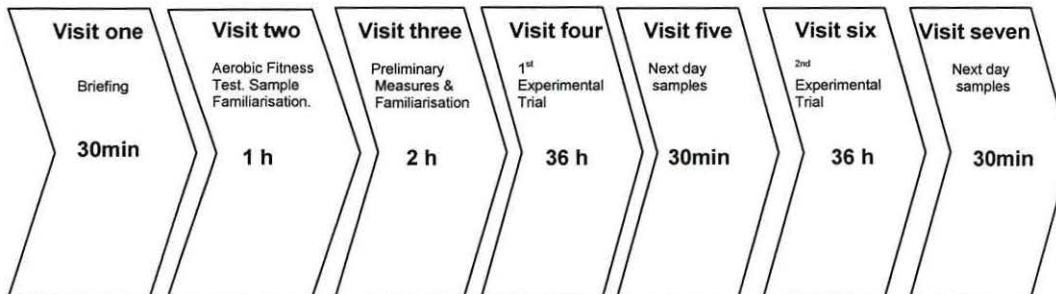 Visit one
Briefing
30min
Visit two
Aerobic Fitness
Test. Sample
Familiarisation.
1 h
Visit three
Preliminary
Measures &
Familiarisation
2 h
Visit four
1st
Experimental
Trial
36 h
Visit five
Next day
samples
30min
Visit six
2nd
Experimental
Trial
36 h
Visit seven
Next day
samples
30min